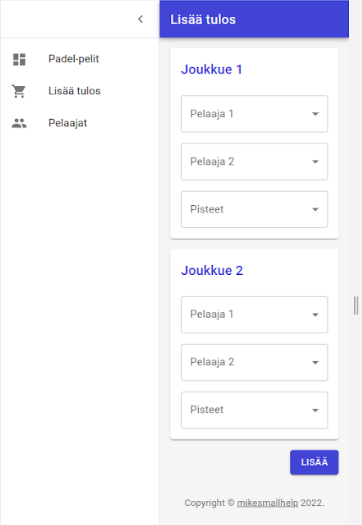 Lisää tulos
Padel-pelit
Lisää tulos
Pelaajat
Joukkue 1
Pelaaja 1
Pelaaja 2
Pisteet
Joukkue 2
Pelaaja 1
Pelaaja 2
Pisteet
LISÄÄ
Copyright © mikesmallhelp 2022.